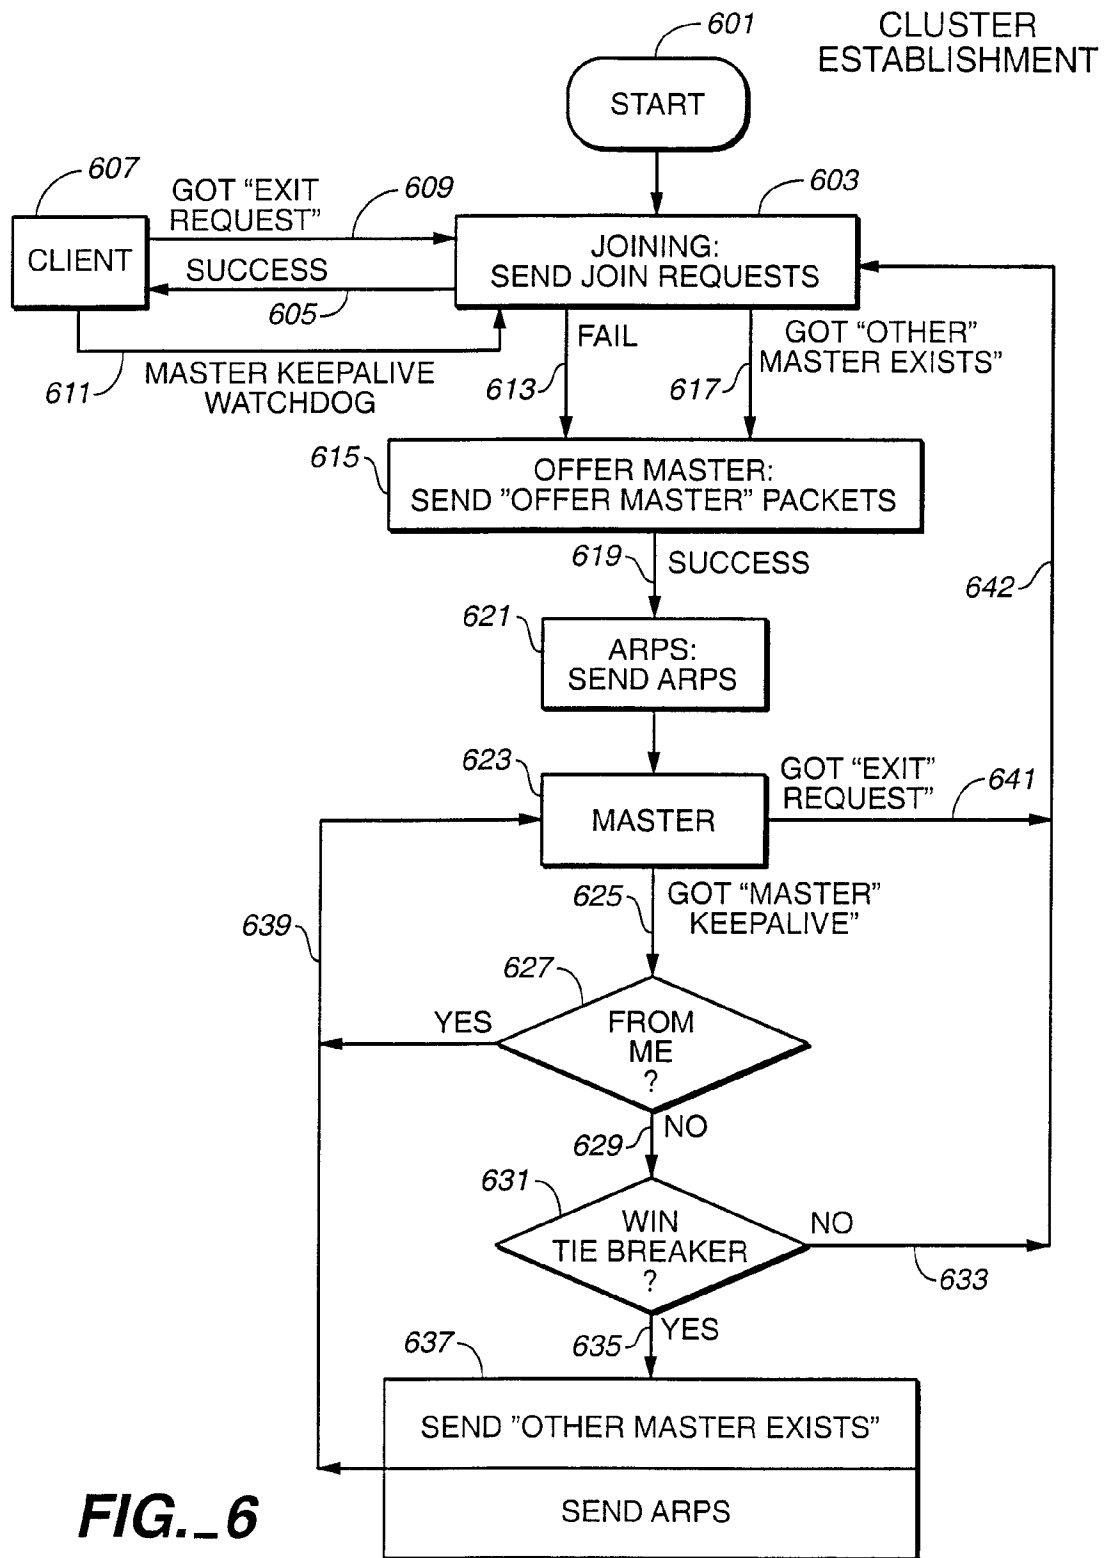 CLUSTER
ESTABLISHMENT
601
START
607
GOT “EXIT
REQUEST”
609
603
CLIENT
SUCCESS
605
JOINING:
SEND JOIN REQUESTS
611
MASTER KEEPALIVE
WATCHDOG
FAIL
613
GOT “OTHER”
MASTER EXISTS”
617
615
OFFER MASTER:
SEND ”OFFER MASTER” PACKETS
619
SUCCESS
642
621
ARPS:
SEND ARPS
623
MASTER
GOT “EXIT”
REQUEST”
641
625
GOT “MASTER”
KEEPALIVE”
639
627
YES
FROM
ME
?
629
NO
631
WIN
TIE BREAKER
?
NO
633
635
YES
637
SEND ”OTHER MASTER EXISTS”
SEND ARPS
FIG._6